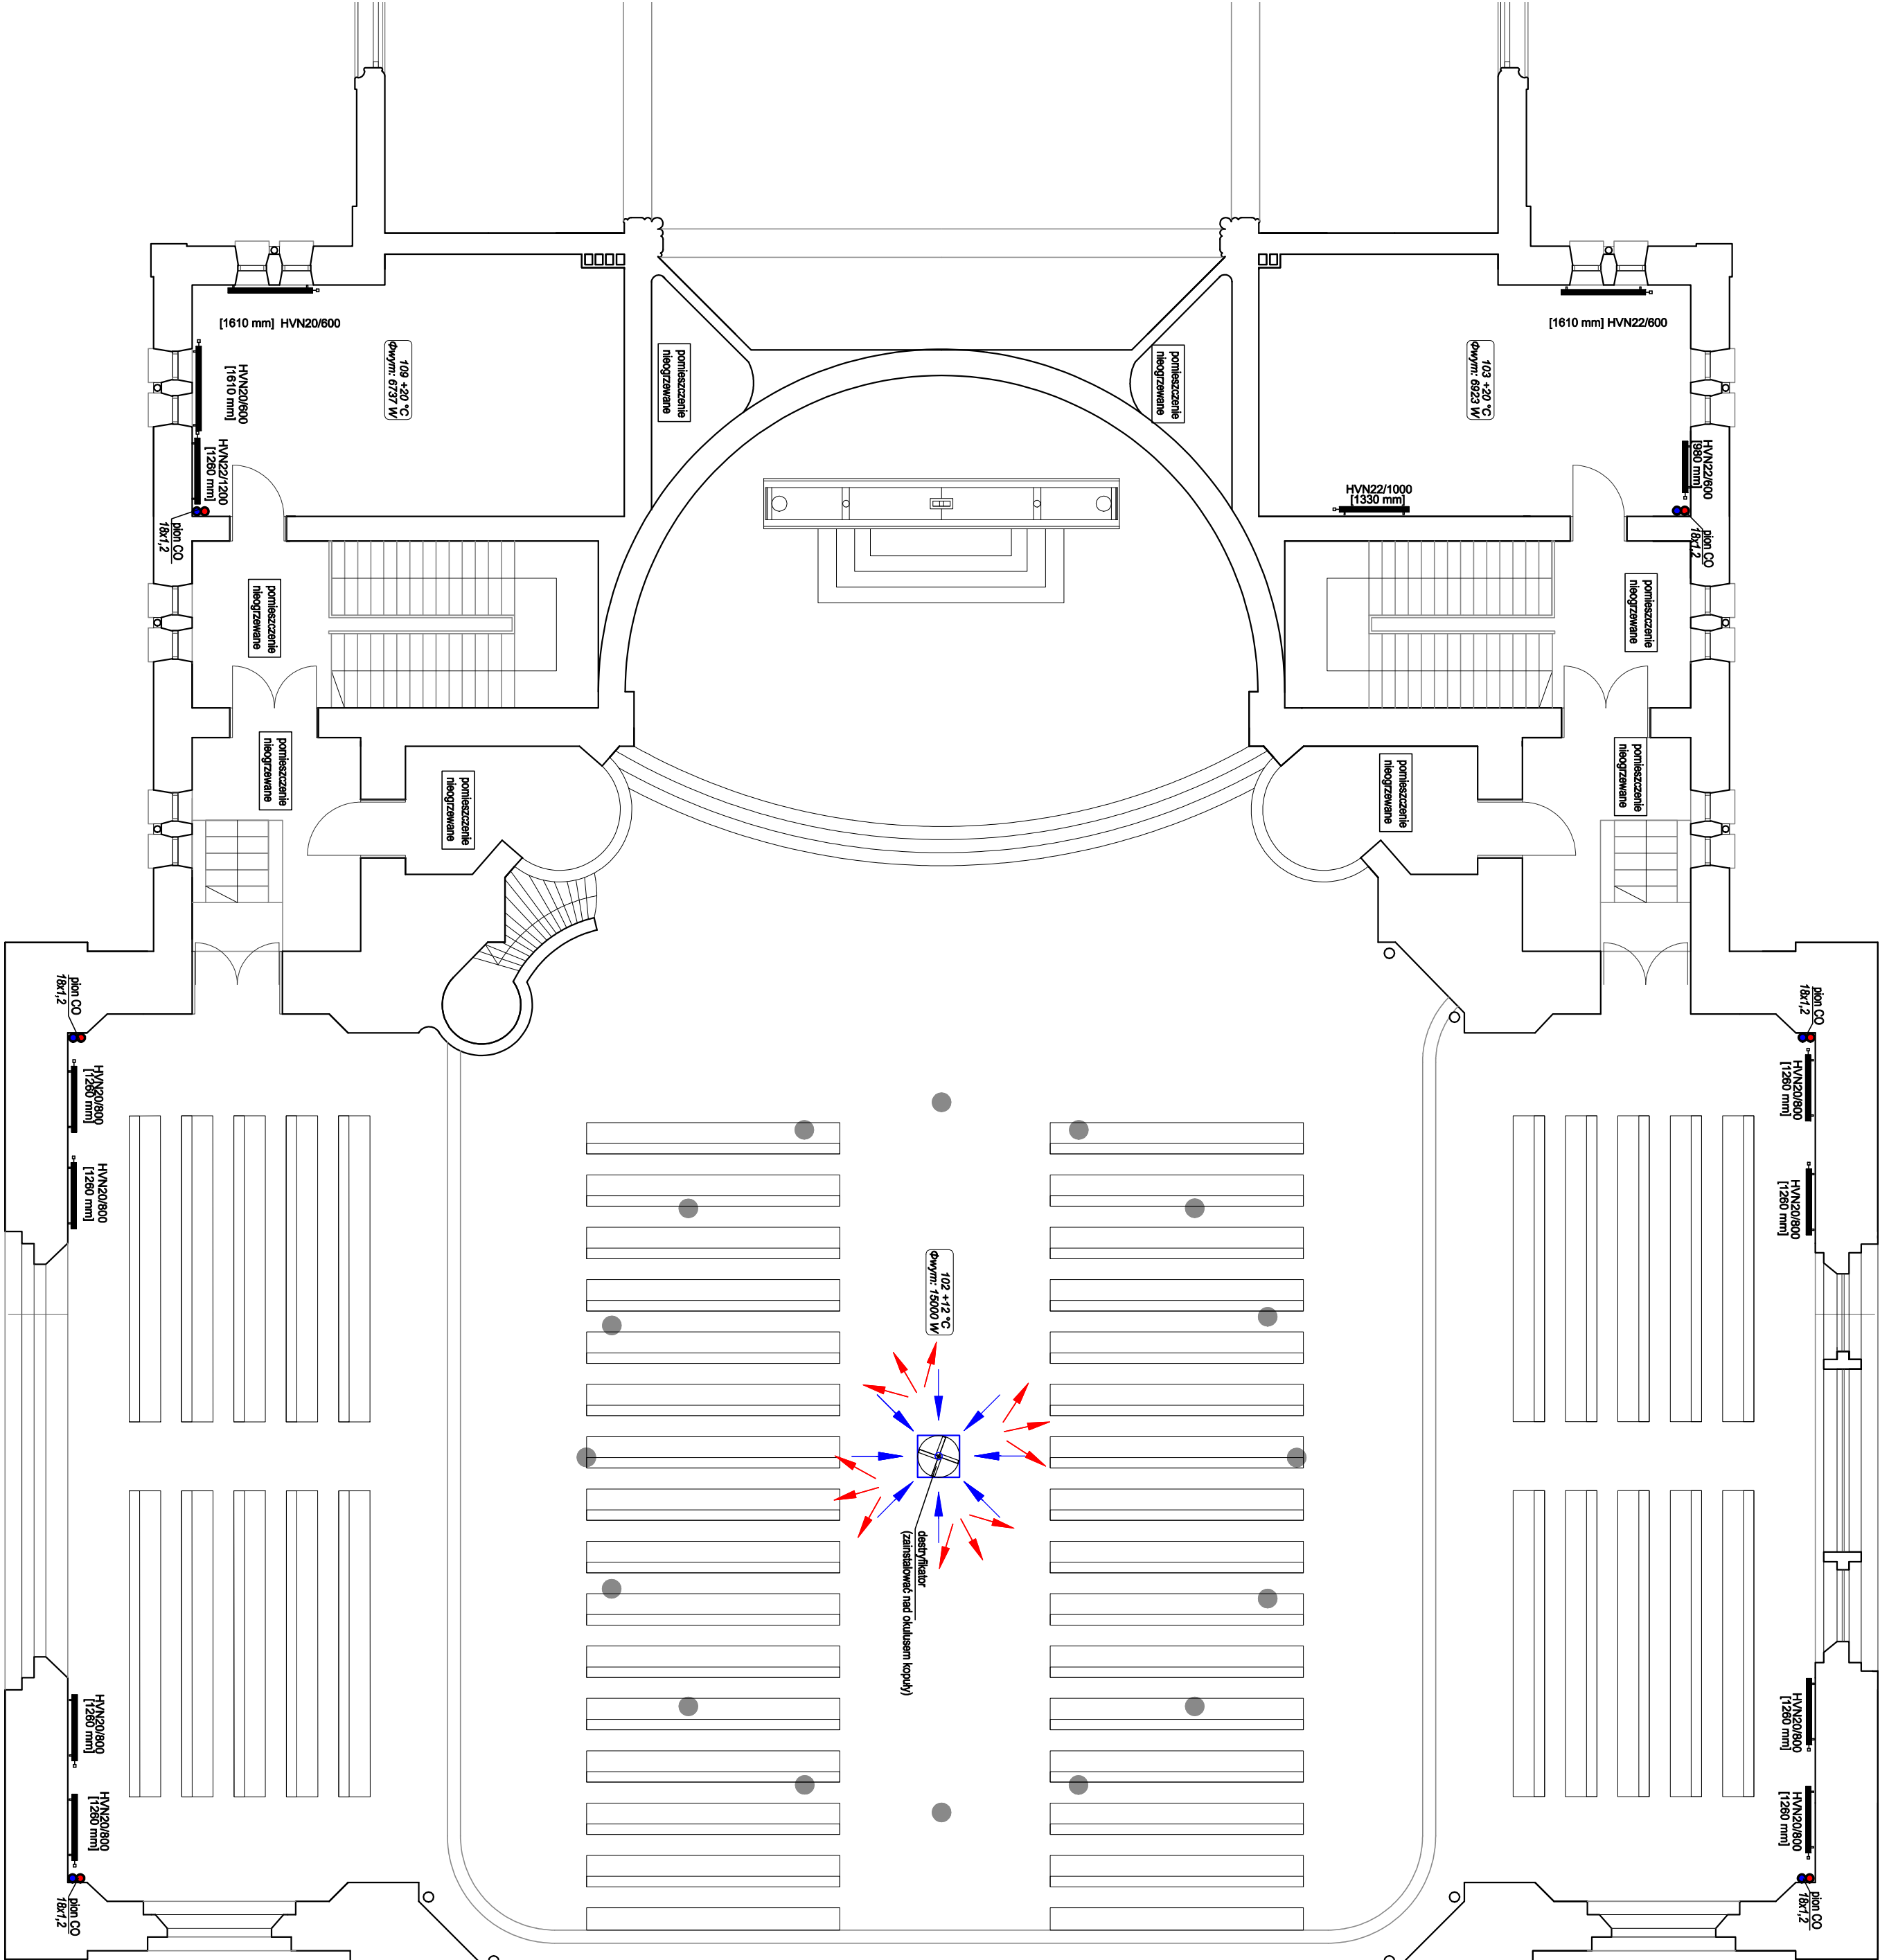 [1610 mm]  HVN20/600
[1610 mm] HVN22/600
109 +20 °C
Φwym: 6737 W
pomieszczenie
nieogrzewane
pomieszczenie
nieogrzewane
103 +20 °C
Φwym: 6923 W
HVN20/600
[1610 mm]
HVN22/1200
[1260 mm]
pion CO
18x1,2
HVN22/1000
[1330 mm]
HVN22/600
[980 mm]
pion CO
18x1,2
pomieszczenie
nieogrzewane
pomieszczenie
nieogrzewane
pomieszczenie
nieogrzewane
pomieszczenie
nieogrzewane
pomieszczenie
nieogrzewane
pomieszczenie
nieogrzewane
pion CO
18x1,2
pion CO
18x1,2
HVN20/800
[1260 mm]
HVN20/800
[1260 mm]
HVN20/800
[1260 mm]
HVN20/800
[1260 mm]
102 +12 °C
Φwym: 15000 W
destryfikator
(zainstalować nad okulusem kopuły)
HVN20/800
[1260 mm]
HVN20/800
[1260 mm]
HVN20/800
[1260 mm]
HVN20/800
[1260 mm]
pion CO
18x1,2
pion CO
18x1,2